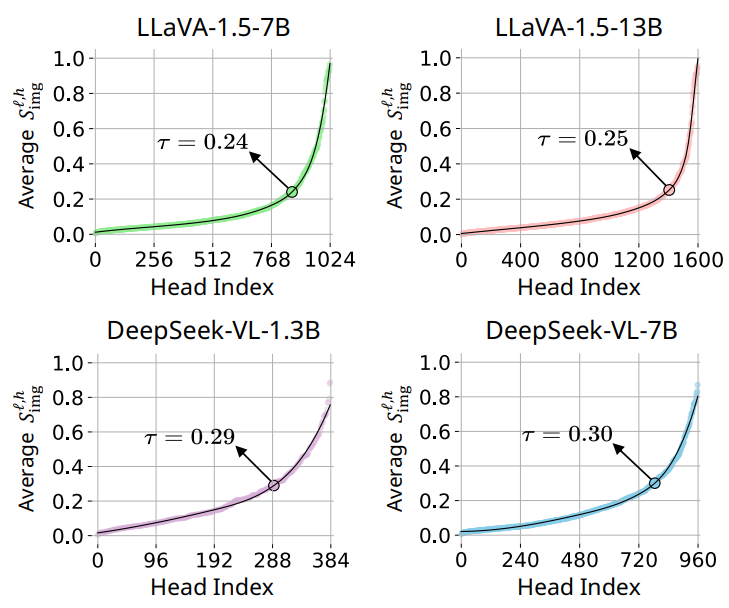 LLaVA-1.5-7B
Average S_img^{ℓ,h}
1.0
0.8
0.6
0.4
0.2
0.0
τ = 0.24
0 256 512 768 1024
Head Index
LLaVA-1.5-13B
Average S_img^{ℓ,h}
1.0
0.8
0.6
0.4
0.2
0.0
τ = 0.25
0 400 800 1200 1600
Head Index
DeepSeek-VL-1.3B
Average S_img^{ℓ,h}
1.0
0.8
0.6
0.4
0.2
0.0
τ = 0.29
0 96 192 288 384
Head Index
DeepSeek-VL-7B
Average S_img^{ℓ,h}
1.0
0.8
0.6
0.4
0.2
0.0
τ = 0.30
0 240 480 720 960
Head Index